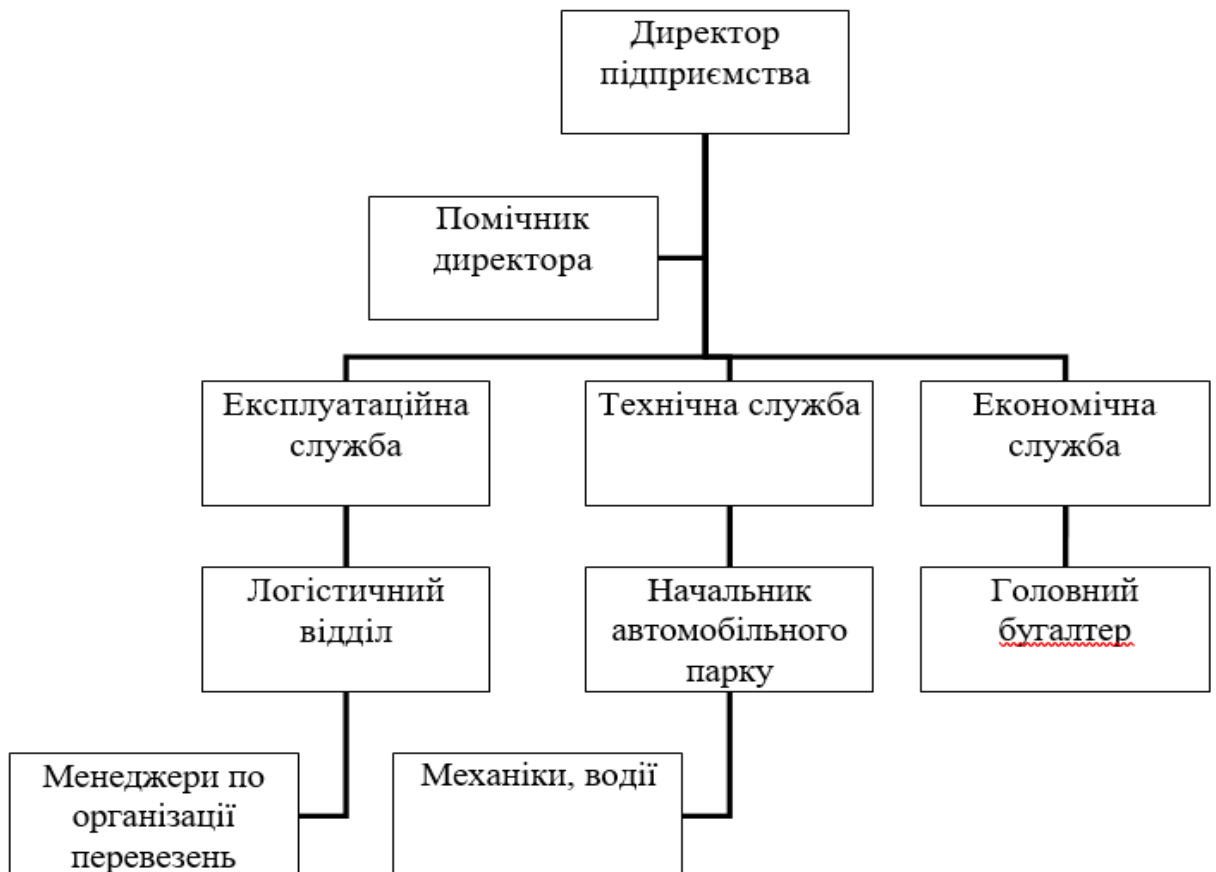 Директор
підприємства
Помічник
директора
Експлуатаційна
служба
Технічна служба
Економічна
служба
Логістичний
відділ
Начальник
автомобільного
парку
Головний
бугалтер
Менеджери по
організації
перевезень
Механіки, водії